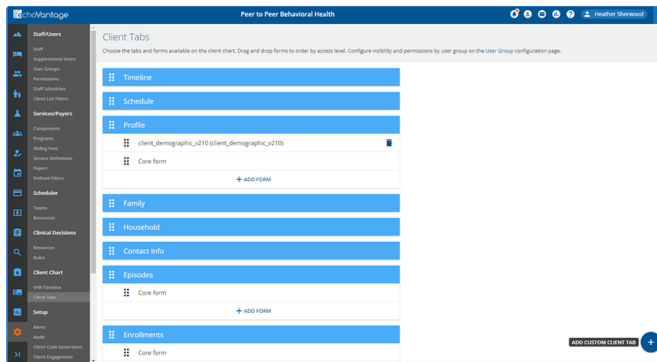 EchoVantage
Peer to Peer Behavioral Health
Heather Sherwood
Staff/Users
Staff
Supplemental Users
User Groups
Permissions
Staff Schedules
Client List Filters
Services/Payers
Components
Programs
Sliding Fees
Service Definitions
Payers
Defined Filters
Scheduler
Teams
Resources
Clinical Decisions
Resources
Rules
Client Chart
Will Timeline
Client Tabs
Setup
Alerts
Audit
Client Code Generation
Client Engagement
Client Tabs
Choose the tabs and forms available on the client chart. Drag and drop forms to order by access level. Configure visibility and permissions by user group on the User Group configuration page.
Timeline
Schedule
Profile
client_demographic_v210 (client_demographic_v210)
Core form
+ ADD FORM
Family
Household
Contact Info
Episodes
Core form
+ ADD FORM
Enrollments
Core form
ADD CUSTOM CLIENT TAB